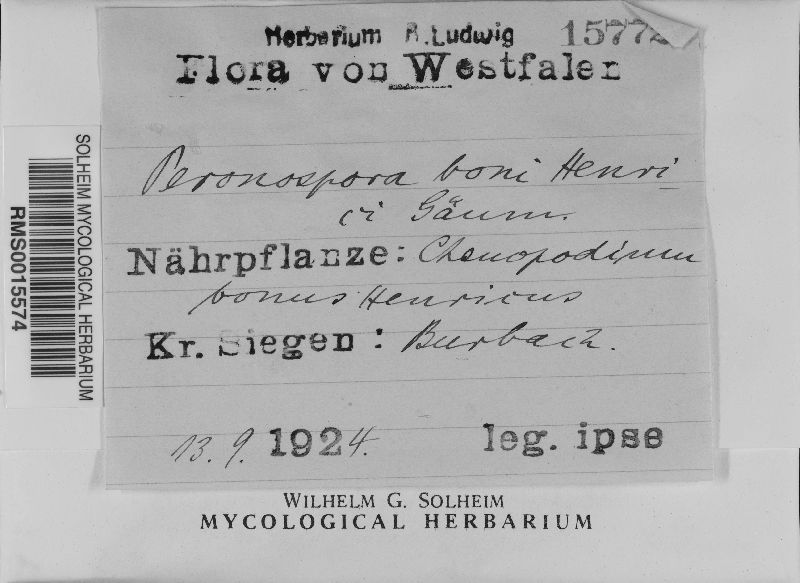 Herbarium R. Ludwig
Flora von Westfalen
Peronospora boni Henri
ci Gäum.
Nährpflanze: Chenopodium
bonus Henricus
Kr. Siegen: Burbach.
13. 9. 1924. leg. ipse
WILHELM G. SOLHEIM
MYCOLOGICAL HERBARIUM
SOLHEIM MYCOLOGICAL HERBARIUM
RMS0015574